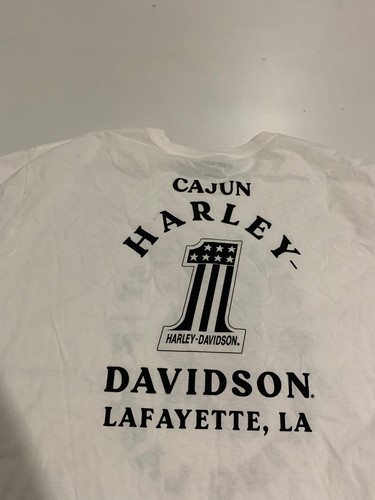 CAJUN
HARLEY-
HARLEY-DAVIDSON®
DAVIDSON®
LAFAYETTE, LA